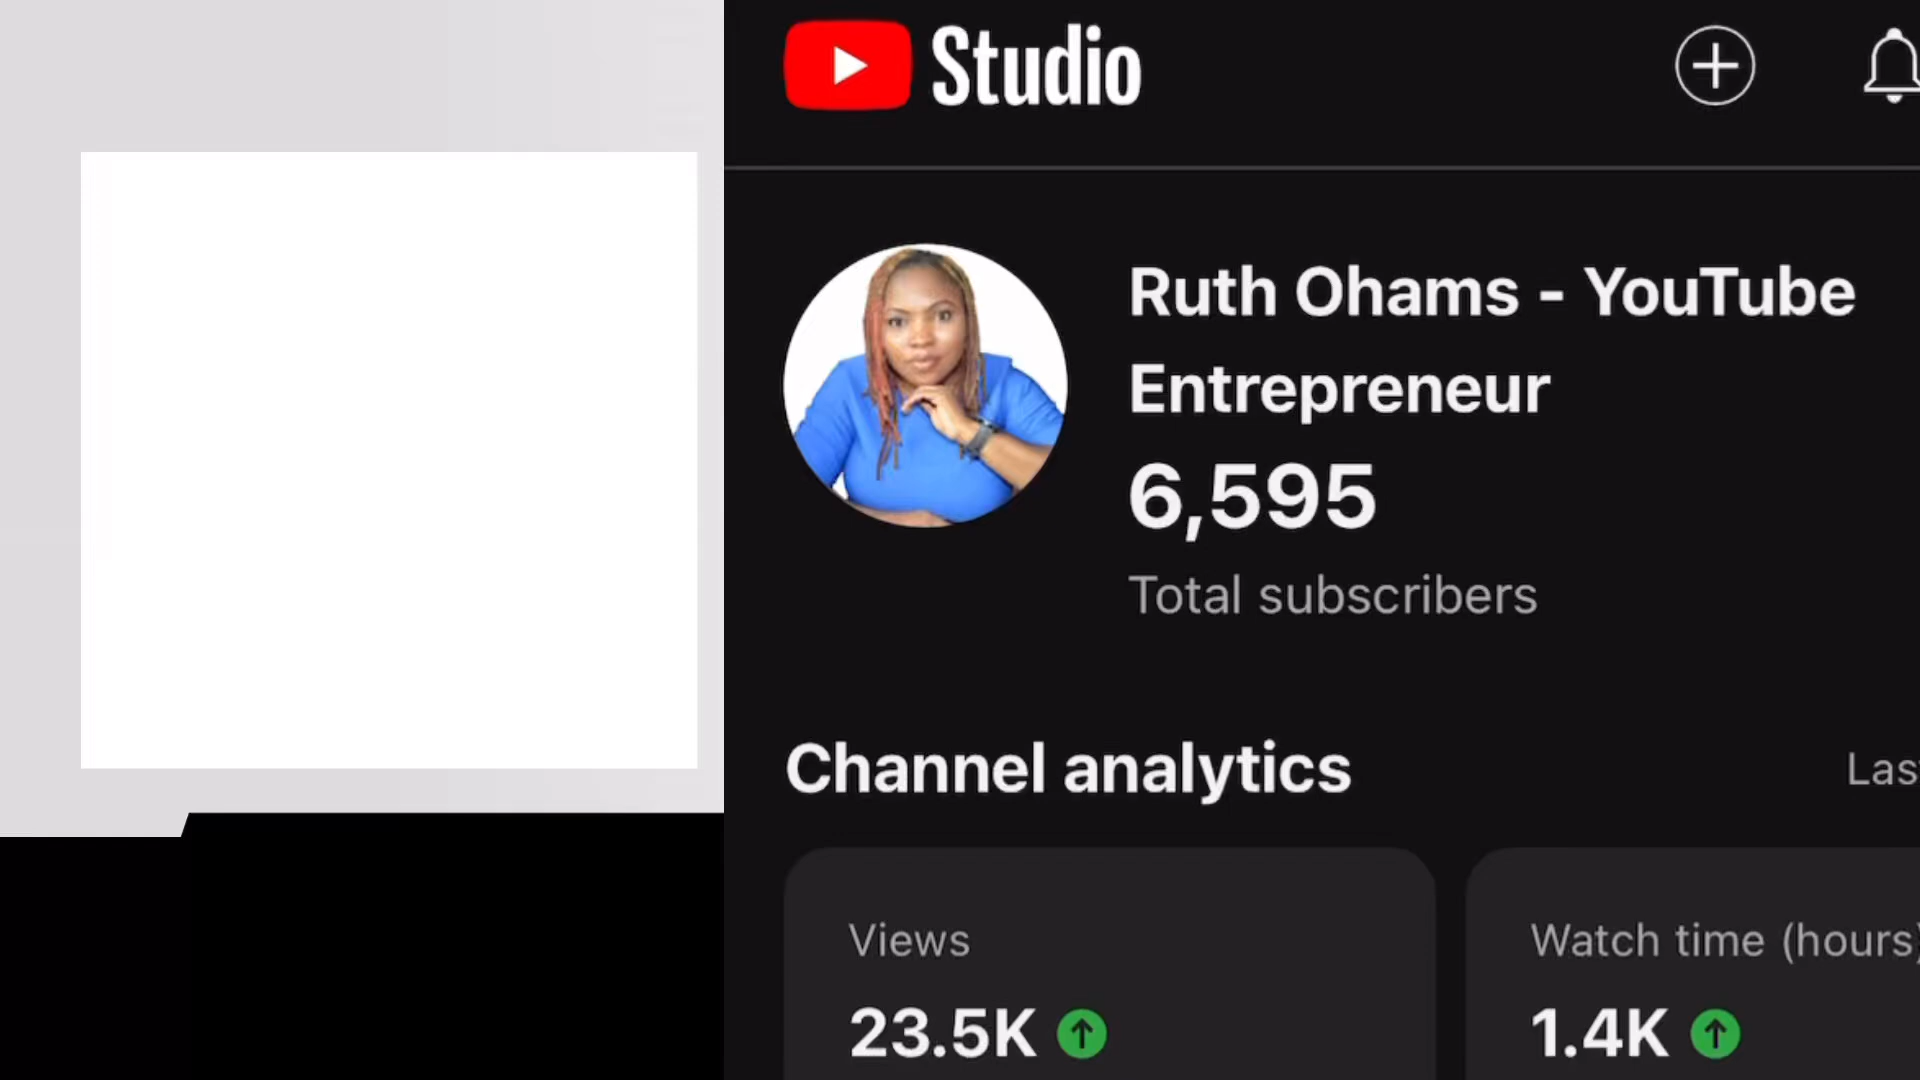 Studio
Ruth Ohams - YouTube
Entrepreneur
6,595
Total subscribers
Channel analytics
Las
Views
Watch time (hours)
23.5K
1.4K